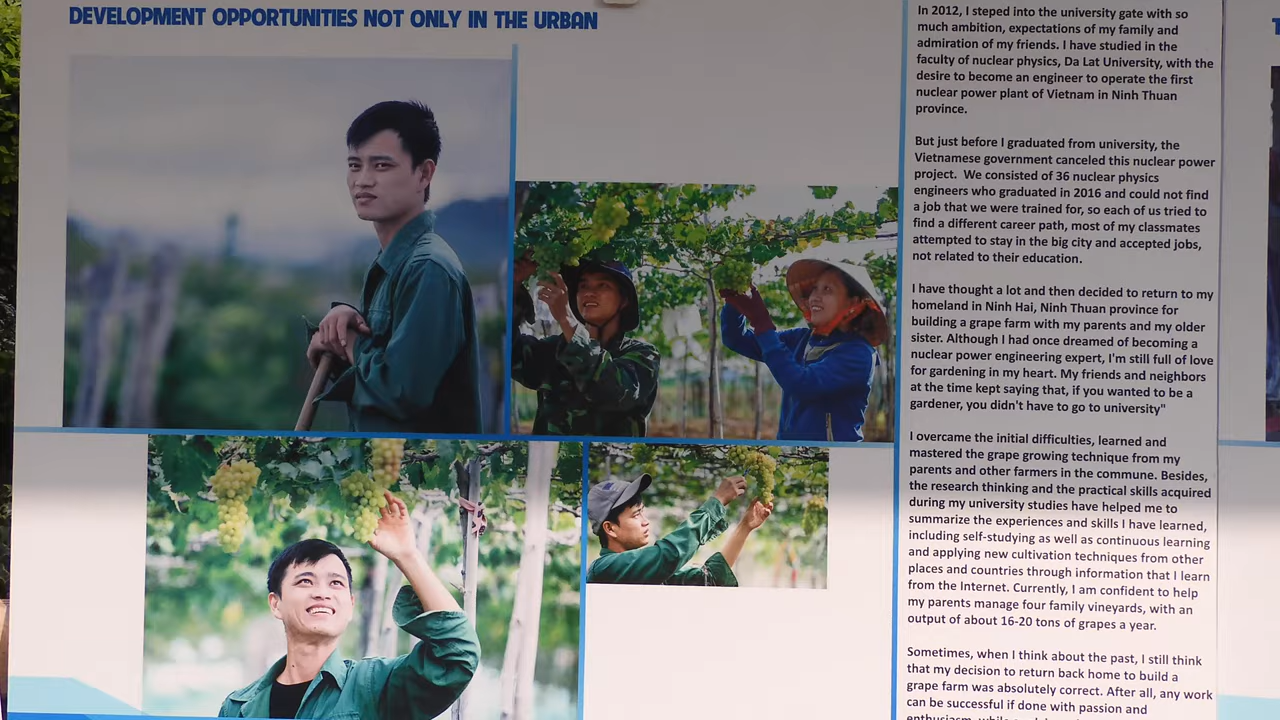 DEVELOPMENT OPPORTUNITIES NOT ONLY IN THE URBAN
In 2012, I steped into the university gate with so
much ambition, expectations of my family and
admiration of my friends. I have studied in the
faculty of nuclear physics, Da Lat University, with the
desire to become an engineer to operate the first
nuclear power plant of Vietnam in Ninh Thuan
province.
But just before I graduated from university, the
Vietnamese government canceled this nuclear power
project. We consisted of 36 nuclear physics
engineers who graduated in 2016 and could not find
a job that we were trained for, so each of us tried to
find a different career path, most of my classmates
attempted to stay in the big city and accepted jobs,
not related to their education.
I have thought a lot and then decided to return to my
homeland in Ninh Hai, Ninh Thuan province for
building a grape farm with my parents and my older
sister. Although I had once dreamed of becoming a
nuclear power engineering expert, I'm still full of love
for gardening in my heart. My friends and neighbors
at the time kept saying that, if you wanted to be a
gardener, you didn't have to go to university"
I overcame the initial difficulties, learned and
mastered the grape growing technique from my
parents and other farmers in the commune. Besides,
the research thinking and the practical skills acquired
during my university studies have helped me to
summarize the experiences and skills I have learned,
including self-studying as well as continuous learning
and applying new cultivation techniques from other
places and countries through information that I learn
from the Internet. Currently, I am confident to help
my parents manage four family vineyards, with an
output of about 16-20 tons of grapes a year.
Sometimes, when I think about the past, I still think
that my decision to return back home to build a
grape farm was absolutely correct. After all, any work
can be successful if done with passion and